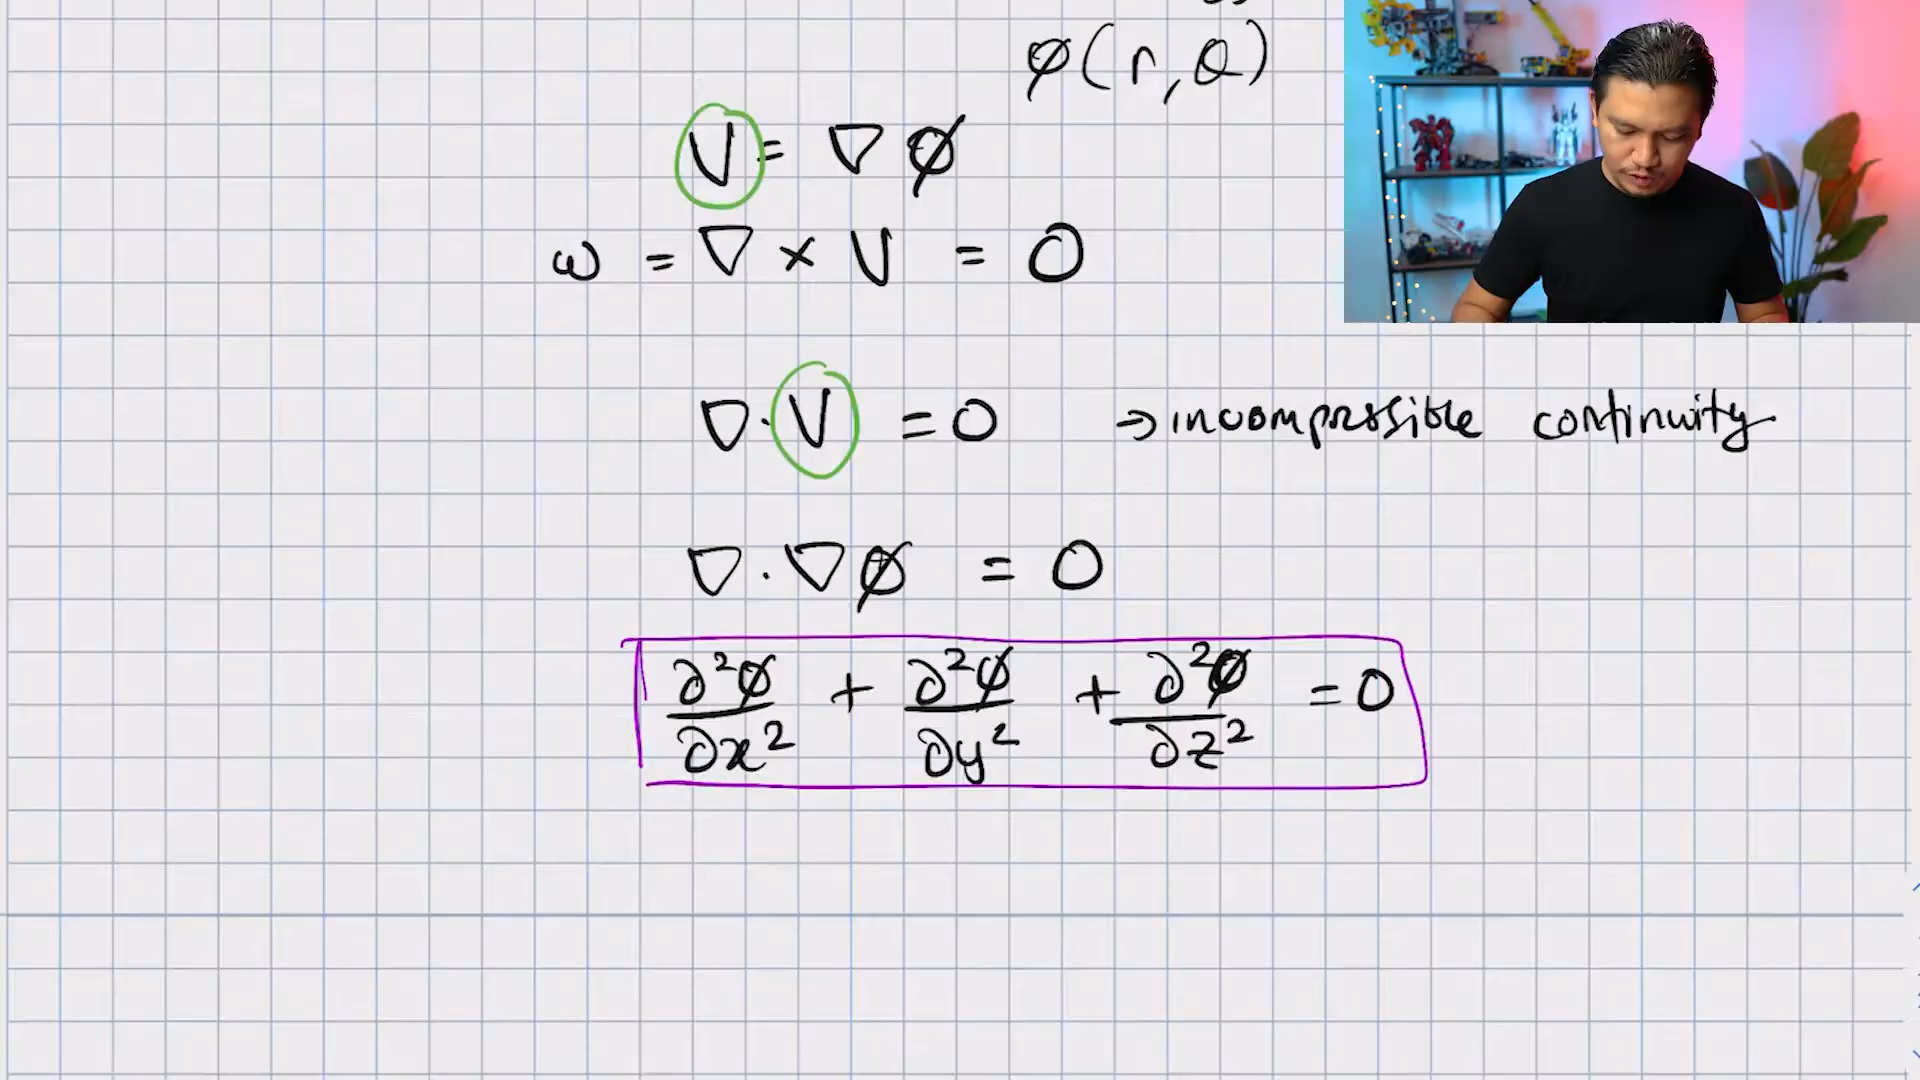 φ(r,θ)
V = ∇φ
ω = ∇ × V = 0
∇·V = 0 → incompressible continuity
∇·∇φ = 0
∂²φ/∂x² + ∂²φ/∂y² + ∂²φ/∂z² = 0